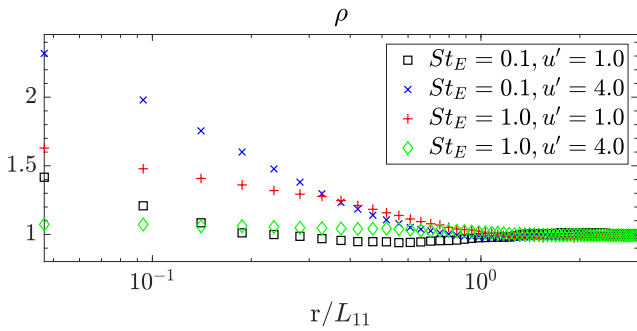 ρ
2
1.5
1
□ St_E = 0.1, u' = 1.0
× St_E = 0.1, u' = 4.0
+ St_E = 1.0, u' = 1.0
◇ St_E = 1.0, u' = 4.0
10^{-1} 10^{0}
r/L_{11}